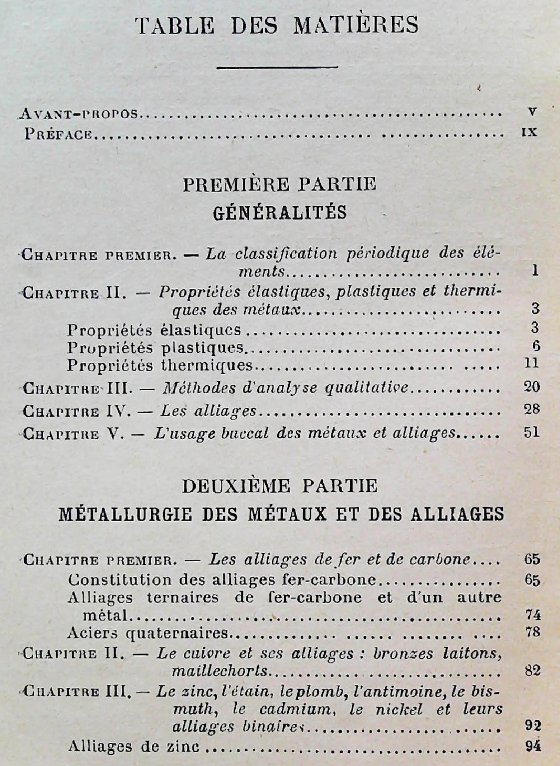 TABLE DES MATIÈRES
AVANT-PROPOS................................................ V
PRÉFACE................................................ IX
PREMIÈRE PARTIE
GÉNÉRALITÉS
CHAPITRE PREMIER. — La classification périodique des élé-
ments........................... 1
CHAPITRE II. — Propriétés élastiques, plastiques et thermi-
ques des métaux......................... 3
Propriétés élastiques ............................... 3
Propriétés plastiques............................... 6
Propriétés thermiques......................... ..... 11
CHAPITRE III. — Méthodes d'analyse qualitative........... 20
CHAPITRE IV. — Les alliages............................ 28
CHAPITRE V. — L'usage buccal des métaux et alliages...... 51
DEUXIÈME PARTIE
MÉTALLURGIE DES MÉTAUX ET DES ALLIAGES
CHAPITRE PREMIER. — Les alliages de fer et de carbone.... 65
Constitution des alliages fer-carbone............... 65
Alliages ternaires de fer-carbone et d'un autre
métal............................................ 74
Aciers quaternaires.................... ... .... 78
CHAPITRE II. — Le cuivre et ses alliages : bronzes laitons,
maillechorts............................ 82
CHAPITRE III. — Le zinc, l'étain, le plomb, l'antimoine, le bis-
muth, le cadmium, le nickel et leurs
alliages binaires....................... 92
Alliages de zinc .................................... 94